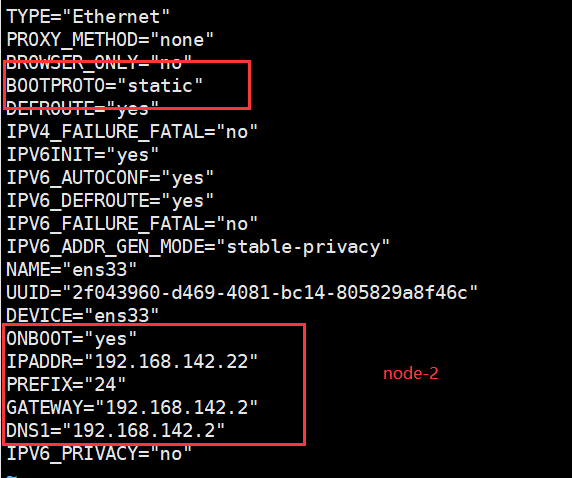 TYPE="Ethernet"
PROXY_METHOD="none"
BROWSER_ONLY="no"
BOOTPROTO="static"
DEFROUTE="yes"
IPV4_FAILURE_FATAL="no"
IPV6INIT="yes"
IPV6_AUTOCONF="yes"
IPV6_DEFROUTE="yes"
IPV6_FAILURE_FATAL="no"
IPV6_ADDR_GEN_MODE="stable-privacy"
NAME="ens33"
UUID="2f043960-d469-4081-bc14-805829a8f46c"
DEVICE="ens33"
ONBOOT="yes"
IPADDR="192.168.142.22"
PREFIX="24"
node-2
GATEWAY="192.168.142.2"
DNS1="192.168.142.2"
IPV6_PRIVACY="no"
~